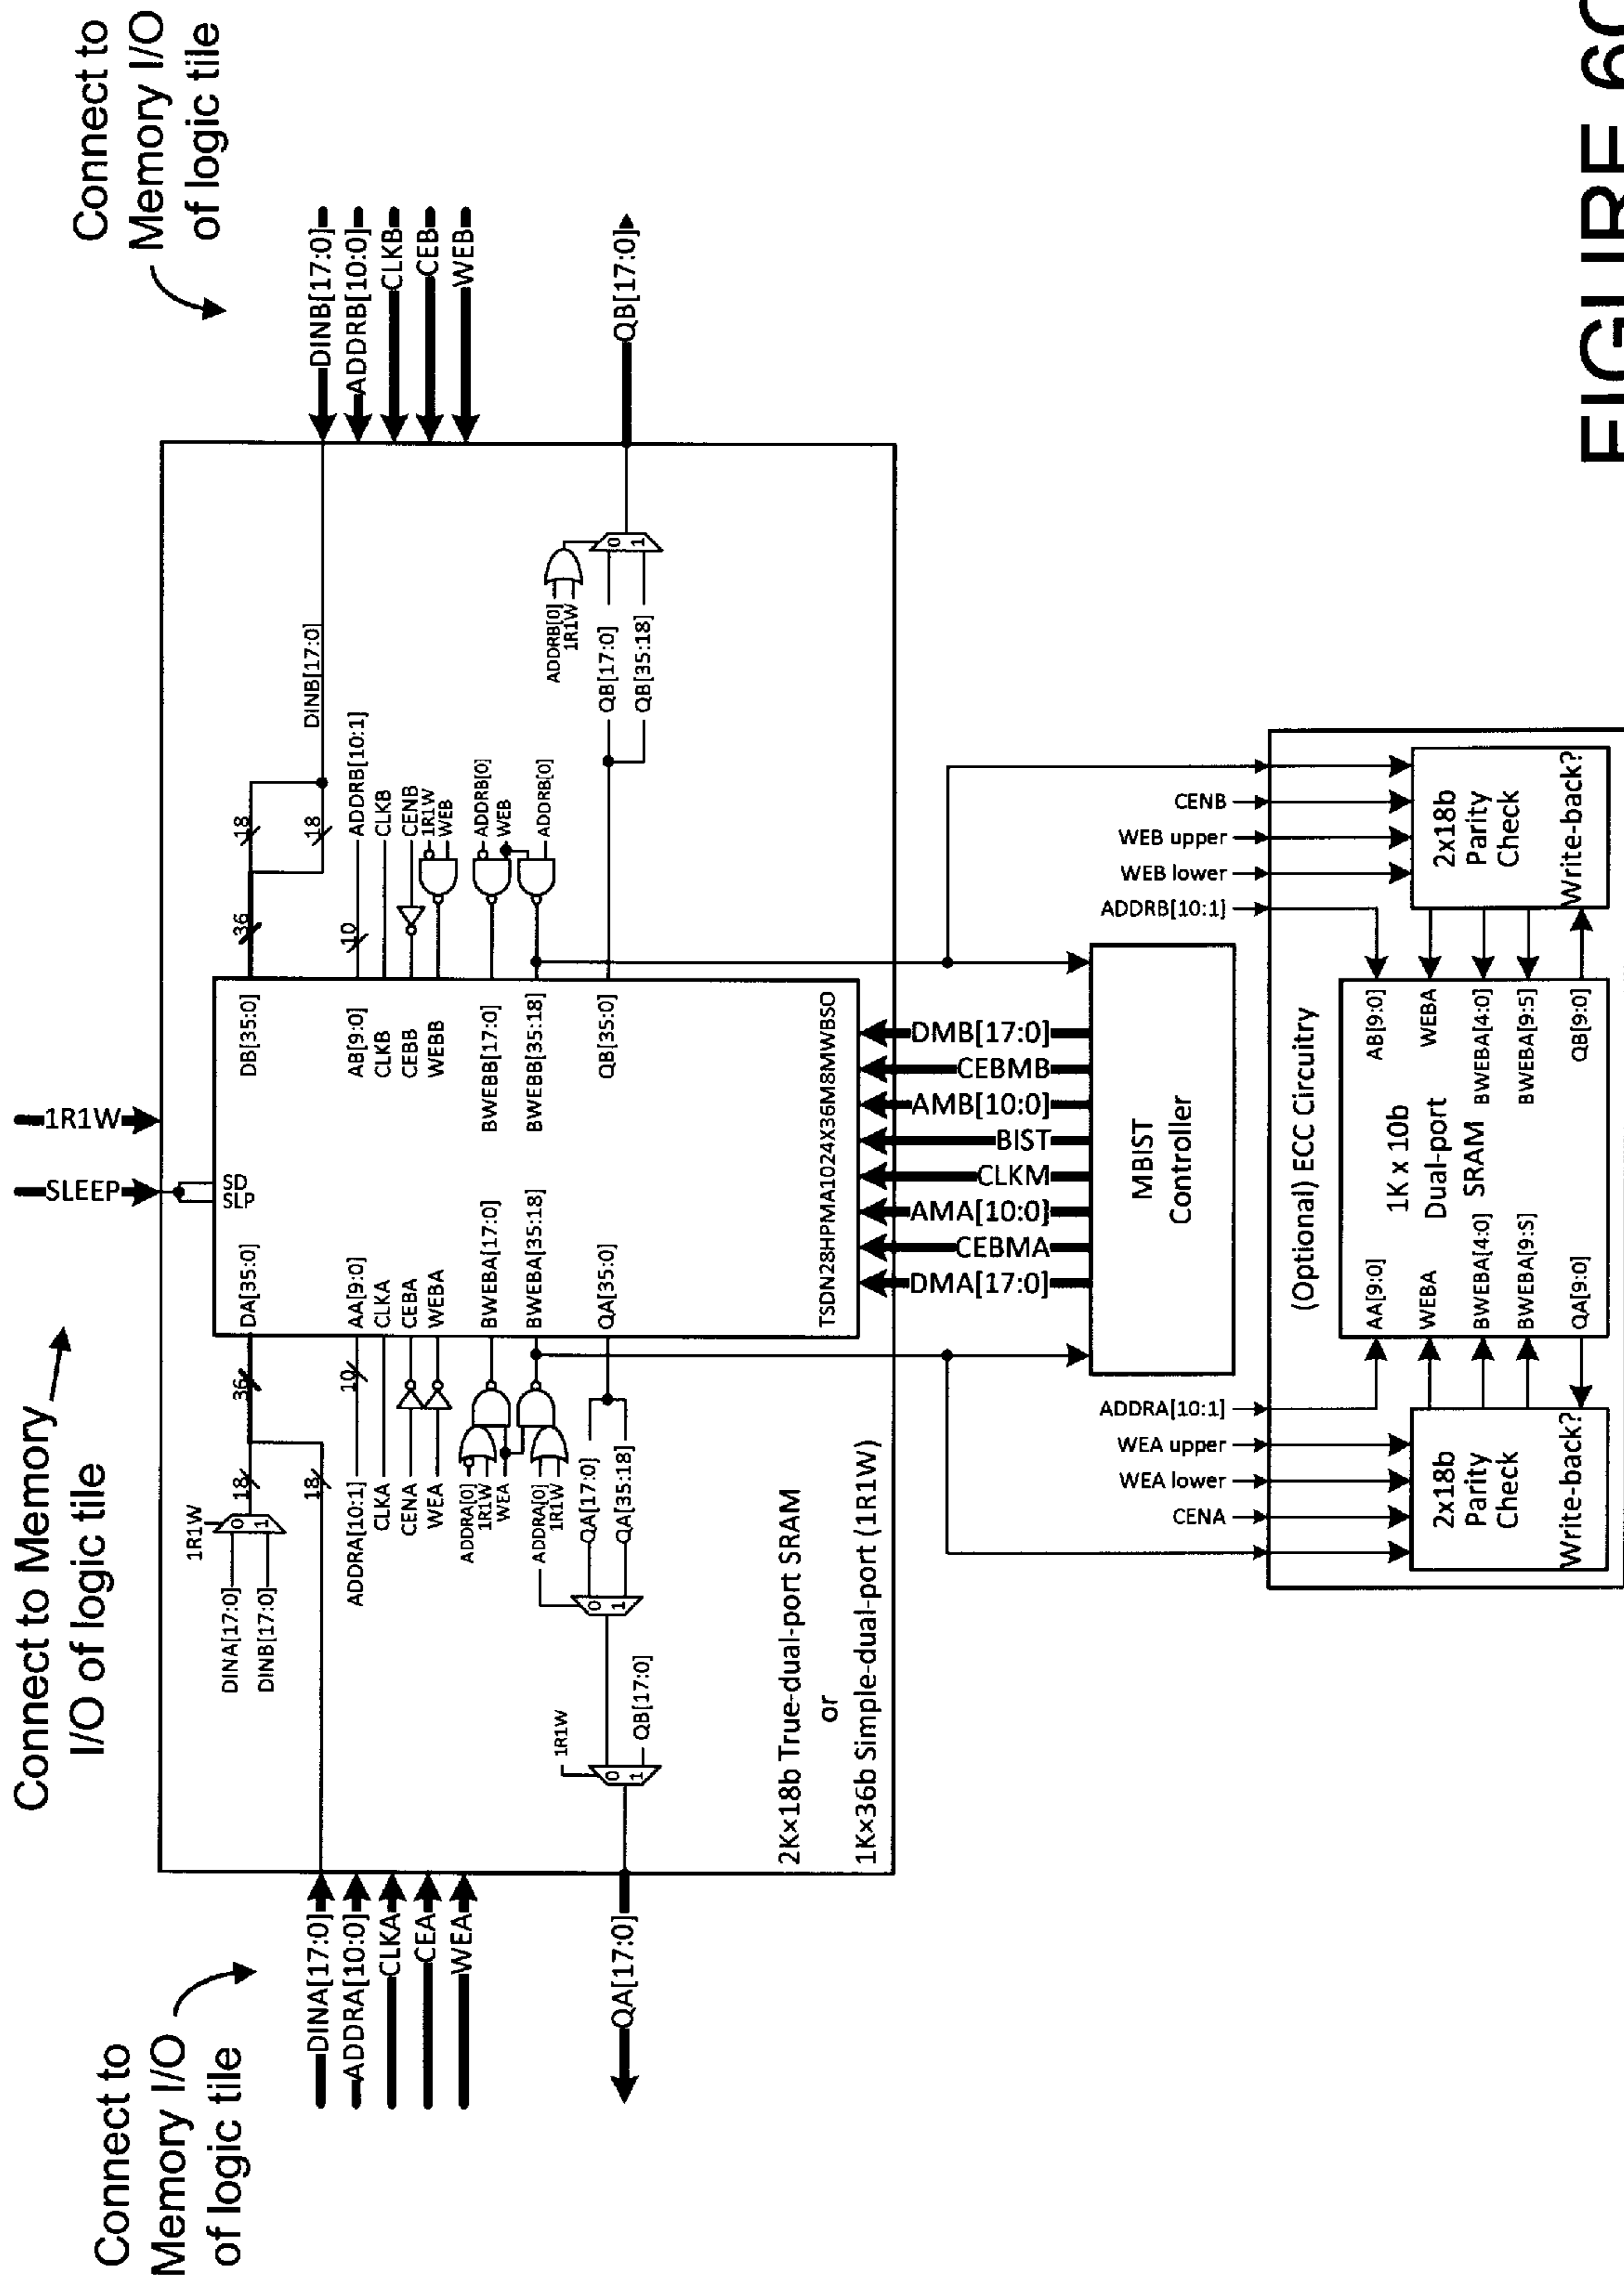 Connect to
Memory I/O
of logic tile
Connect to Memory
I/O of logic tile
Connect to
Memory I/O
of logic tile
SLEEP
1R1W
DINA[17:0]
ADDRA[10:0]
CLKA
CEA
WEA
QA[17:0]
DINB[17:0]
ADDRB[10:0]
CLKB
CEB
WEB
QB[17:0]
1R1W
DINA[17:0]
DINB[17:0]
0
1
18
18
36
ADDRA[10:1]
10
CLKA
CENA
WEA
ADDRA[0]
1R1W
WEA
ADDRA[0]
1R1W
QA[17:0]
QA[35:18]
0
1
1R1W
QB[17:0]
0
1
2K×18b True-dual-port SRAM
or
1K×36b Simple-dual-port (1R1W)
SD
SLP
DA[35:0]
AA[9:0]
CLKA
CEBA
WEBA
BWEBA[17:0]
BWEBA[35:18]
QA[35:0]
DB[35:0]
AB[9:0]
CLKB
CEBB
WEBB
BWEBB[17:0]
BWEBB[35:18]
QB[35:0]
TSDN28HPMA1024X36M8MWBSO
36
18
18
DINB[17:0]
10
ADDRB[10:1]
CLKB
CENB
1R1W
WEB
ADDRB[0]
WEB
ADDRB[0]
ADDRB[0]
1R1W
QB[17:0]
QB[35:18]
0
1
DMA[17:0]
CEBMA
AMA[10:0]
CLKM
BIST
AMB[10:0]
CEBMB
DMB[17:0]
MBIST
Controller
ADDRA[10:1]
WEA upper
WEA lower
CENA
CENB
WEB upper
WEB lower
ADDRB[10:1]
(Optional) ECC Circuitry
2x18b
Parity
Check
Write-back?
AA[9:0]
WEBA
BWEBA[4:0]
BWEBA[9:S]
QA[9:0]
1K x 10b
Dual-port
SRAM
AB[9:0]
WEBA
BWEBA[4:0]
BWEBA[9:S]
QB[9:0]
2x18b
Parity
Check
Write-back?